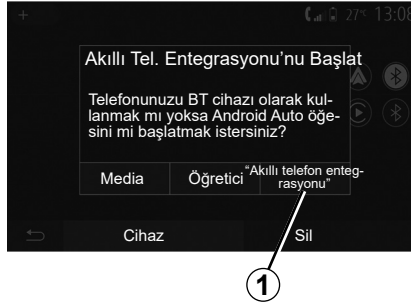 + 27°C 13:08
Akıllı Tel. Entegrasyonu’nu Başlat
Telefonunuzu BT cihazı olarak kul-
lanmak mı yoksa Android Auto öğe-
sini mi başlatmak istersiniz?
Media Öğretici “Akıllı telefon enteg-
rasyonu”
Cihaz Sil
1